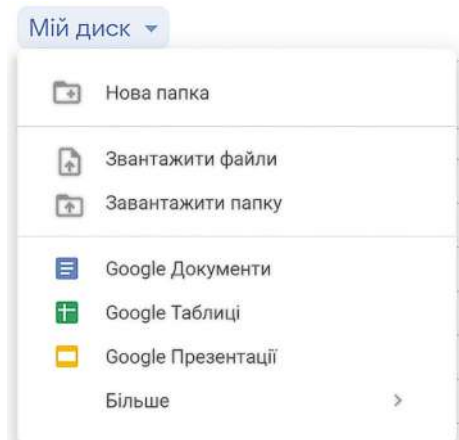 Мій диск
Нова папка
Звантажити файли
Завантажити папку
Google Документи
Google Таблиці
Google Презентації
Більше